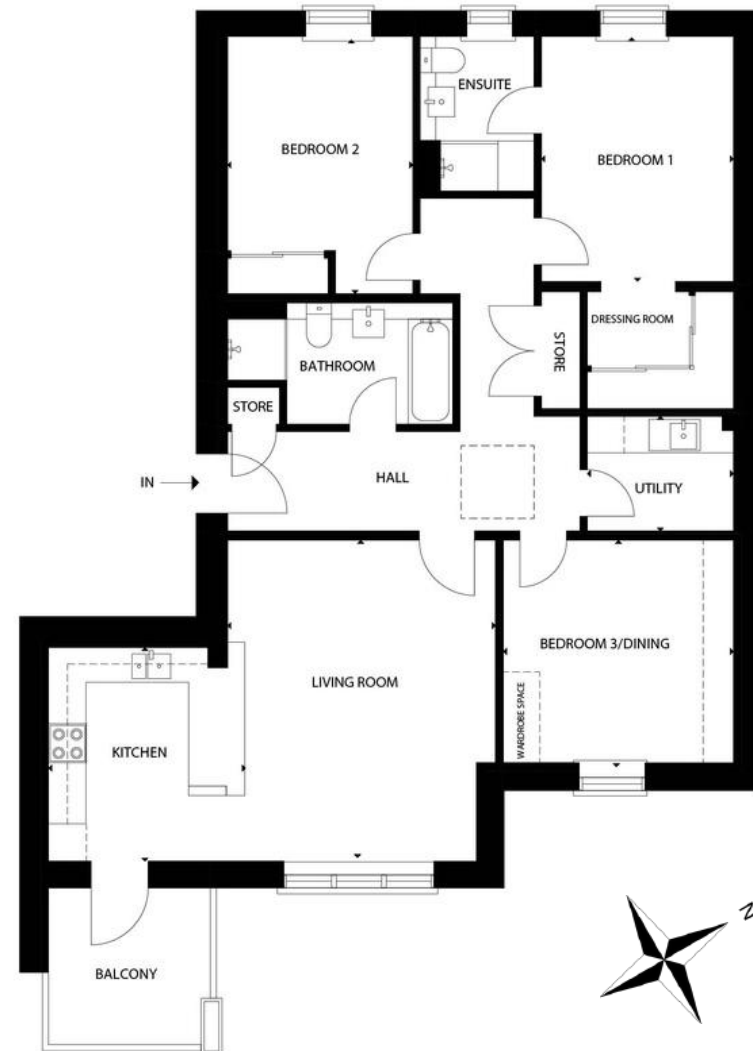 ENSUITE
BEDROOM 2
BEDROOM 1
DRESSING ROOM
STORE
BATHROOM
STORE
IN
HALL
UTILITY
LIVING ROOM
BEDROOM 3/DINING
WARDROBE SPACE
KITCHEN
N
BALCONY